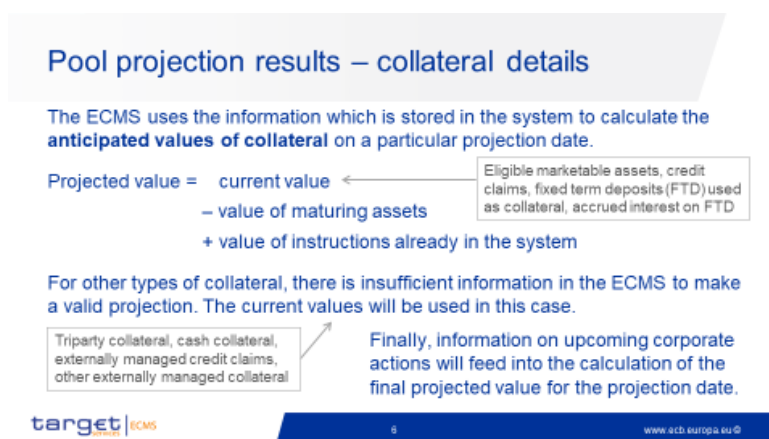 Pool projection results – collateral details
The ECMS uses the information which is stored in the system to calculate the
anticipated values of collateral on a particular projection date.
Projected value = current value
Eligible marketable assets, credit
claims, fixed term deposits (FTD) used
as collateral, accrued interest on FTD
– value of maturing assets
+ value of instructions already in the system
For other types of collateral, there is insufficient information in the ECMS to make
a valid projection. The current values will be used in this case.
Triparty collateral, cash collateral,
externally managed credit claims,
other externally managed collateral
Finally, information on upcoming corporate
actions will feed into the calculation of the
final projected value for the projection date.
target | ECMS
services
6
www.ecb.europa.eu ©